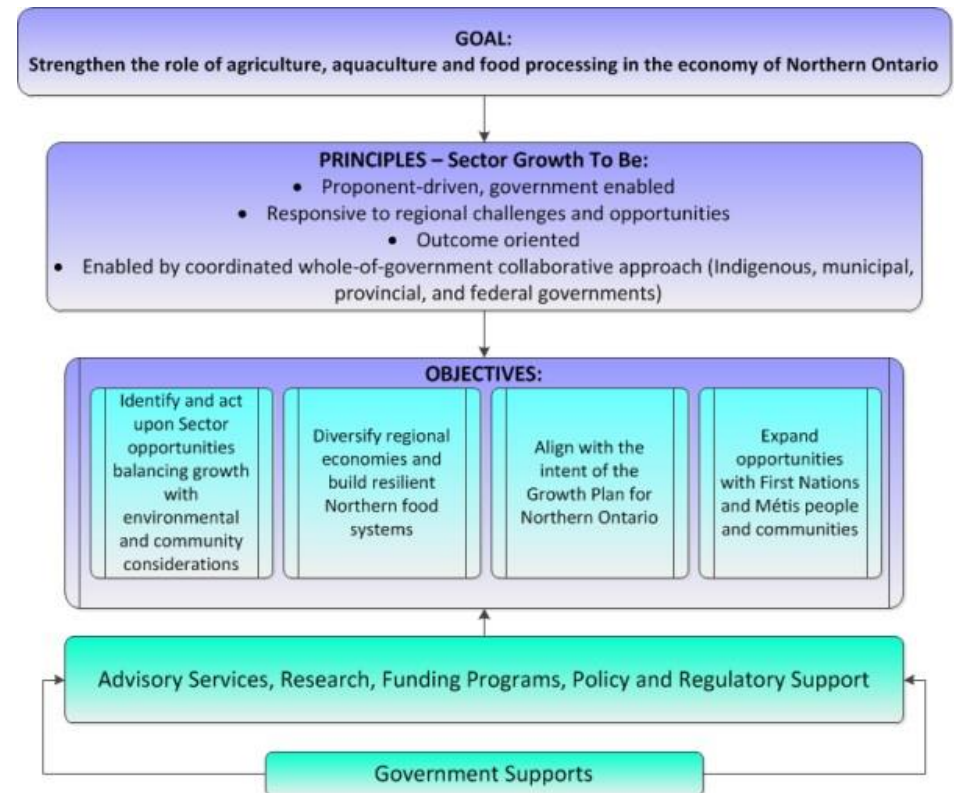 GOAL:
Strengthen the role of agriculture, aquaculture and food processing in the economy of Northern Ontario
PRINCIPLES – Sector Growth To Be:
• Proponent-driven, government enabled
• Responsive to regional challenges and opportunities
• Outcome oriented
• Enabled by coordinated whole-of-government collaborative approach (Indigenous, municipal,
provincial, and federal governments)
OBJECTIVES:
Identify and act
upon Sector
opportunities
balancing growth
with
environmental
and community
considerations
Diversify regional
economies and
build resilient
Northern food
systems
Align with the
intent of the
Growth Plan for
Northern Ontario
Expand
opportunities
with First Nations
and Métis people
and communities
Advisory Services, Research, Funding Programs, Policy and Regulatory Support
Government Supports